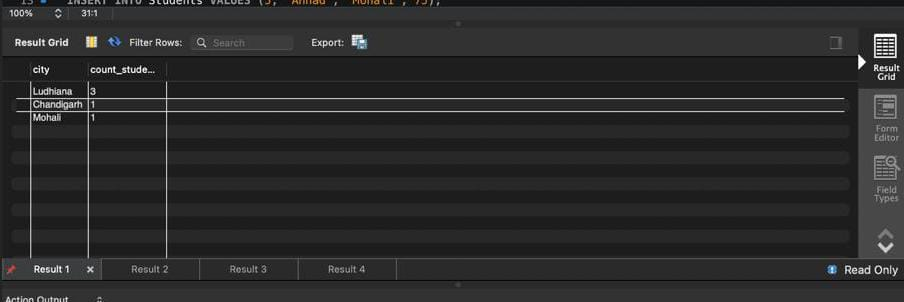 13 INSERT INTO Students VALUES (5, 'Anhad', 'Mohali', 75);
100% 31:1
Result Grid Filter Rows: Search Export:
city count_stude...
Ludhiana 3
Chandigarh 1
Mohali 1
Result Grid
Form Editor
Field Types
Result 1 × Result 2 Result 3 Result 4 Read Only
Action Output